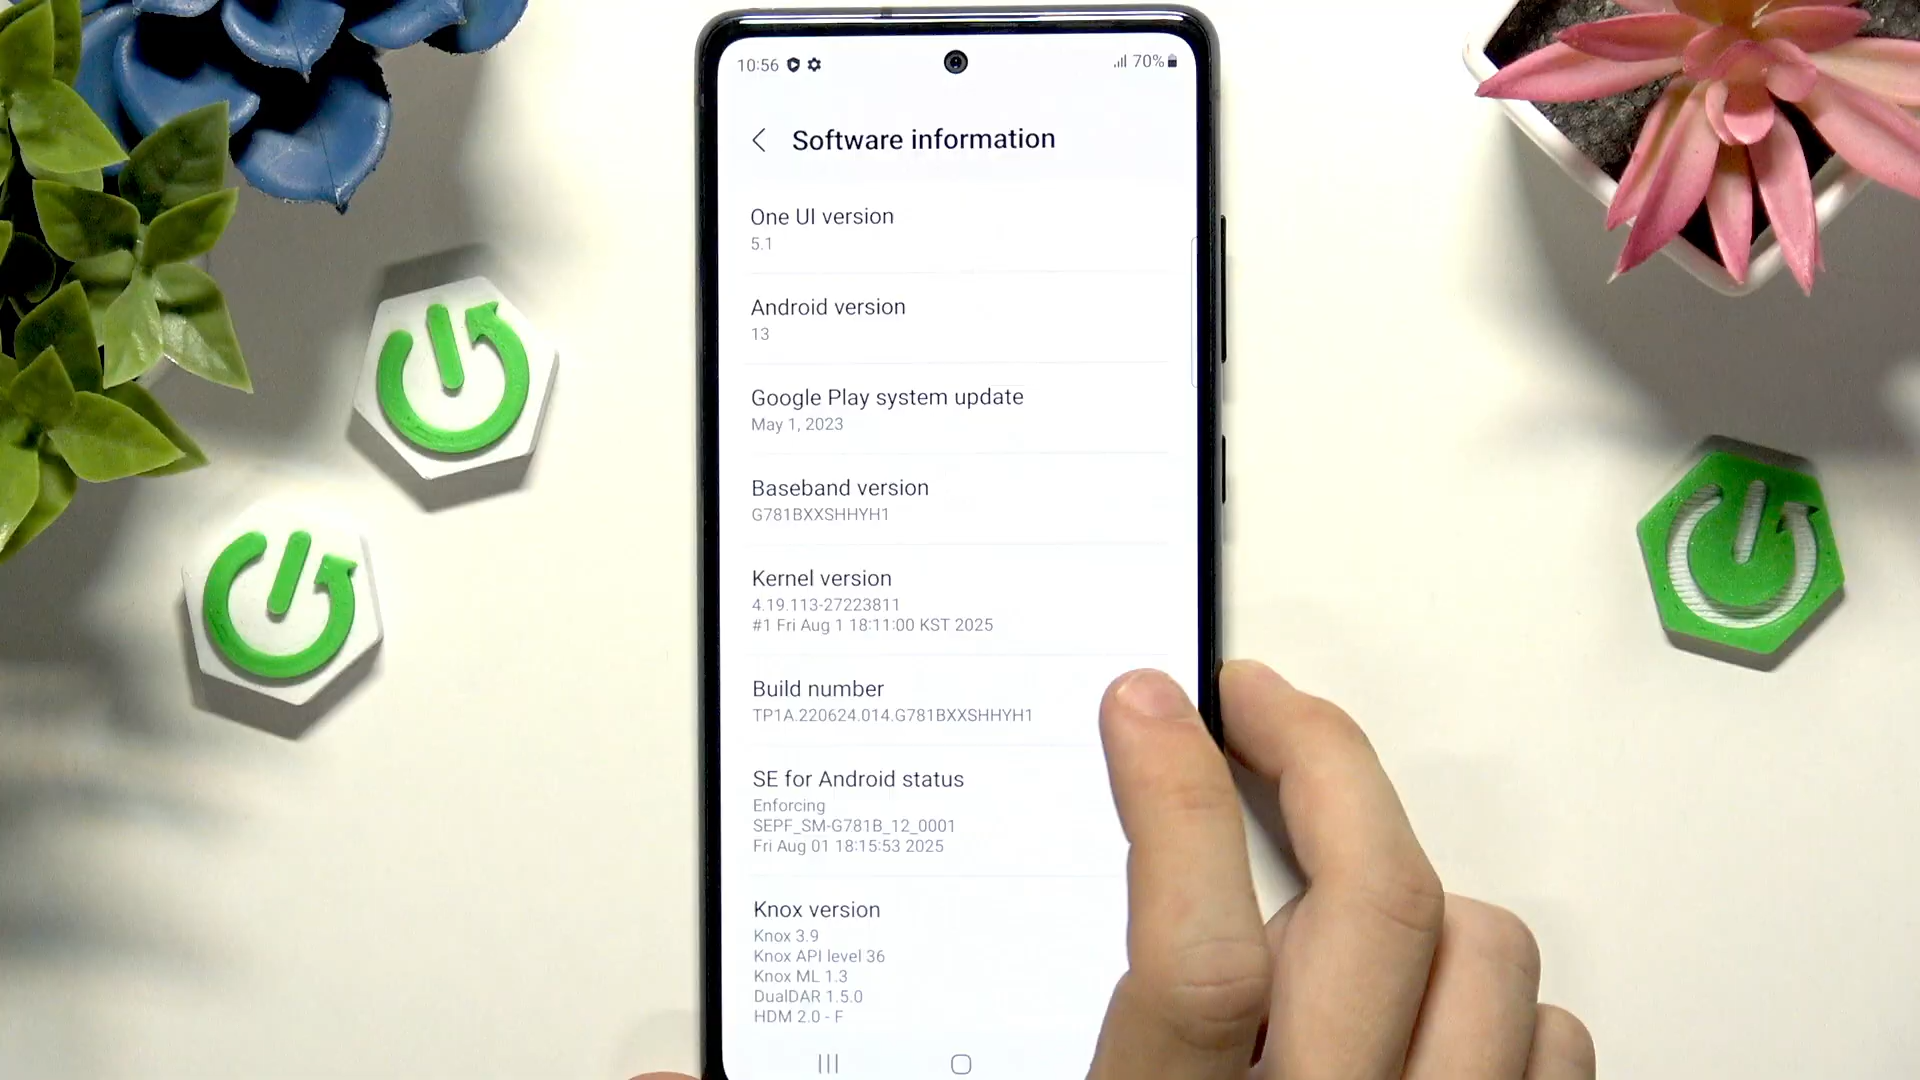 10:56
70%
Software information
One UI version
5.1
Android version
13
Google Play system update
May 1, 2023
Baseband version
G781BXXSHHYH1
Kernel version
4.19.113-27223811
#1 Fri Aug 1 18:11:00 KST 2025
Build number
TP1A.220624.014.G781BXXSHHYH1
SE for Android status
Enforcing
SEPF_SM-G781B_12_0001
Fri Aug 01 18:15:53 2025
Knox version
Knox 3.9
Knox API level 36
Knox ML 1.3
DualDAR 1.5.0
HDM 2.0 - F